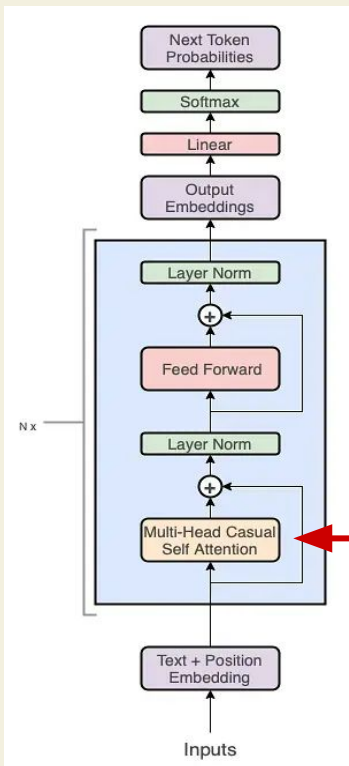 Next Token
Probabilities
Softmax
Linear
Output
Embeddings
Layer Norm
+
Feed Forward
N x
Layer Norm
+
Multi-Head Casual
Self Attention
Text + Position
Embedding
Inputs